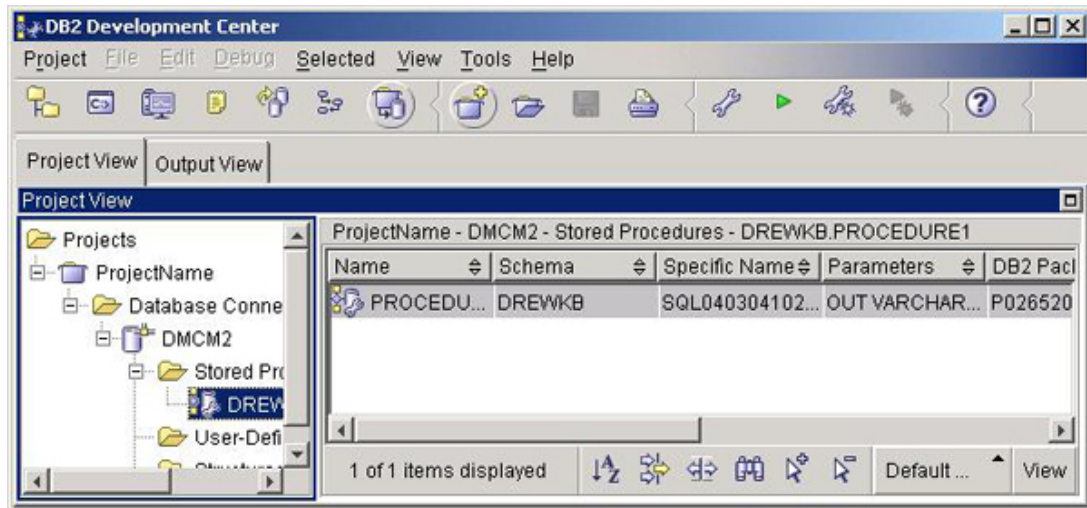 DB2 Development Center
Project File Edit Debug Selected View Tools Help
Project View Output View
Project View
Projects
ProjectName
Database Conne
DMCM2
Stored Pro
DREW
User-Defi
ProjectName - DMCM2 - Stored Procedures - DREWKB.PROCEDURE1
Name Schema Specific Name Parameters DB2 Pack
PROCEDU... DREWKB SQL040304102... OUT VARCHAR... P026520
1 of 1 items displayed Default ... View